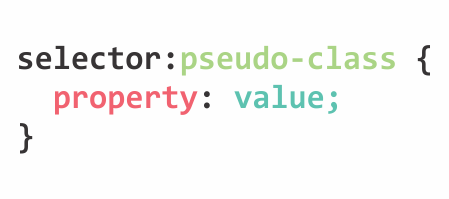 selector:pseudo-class {
  property: value;
}